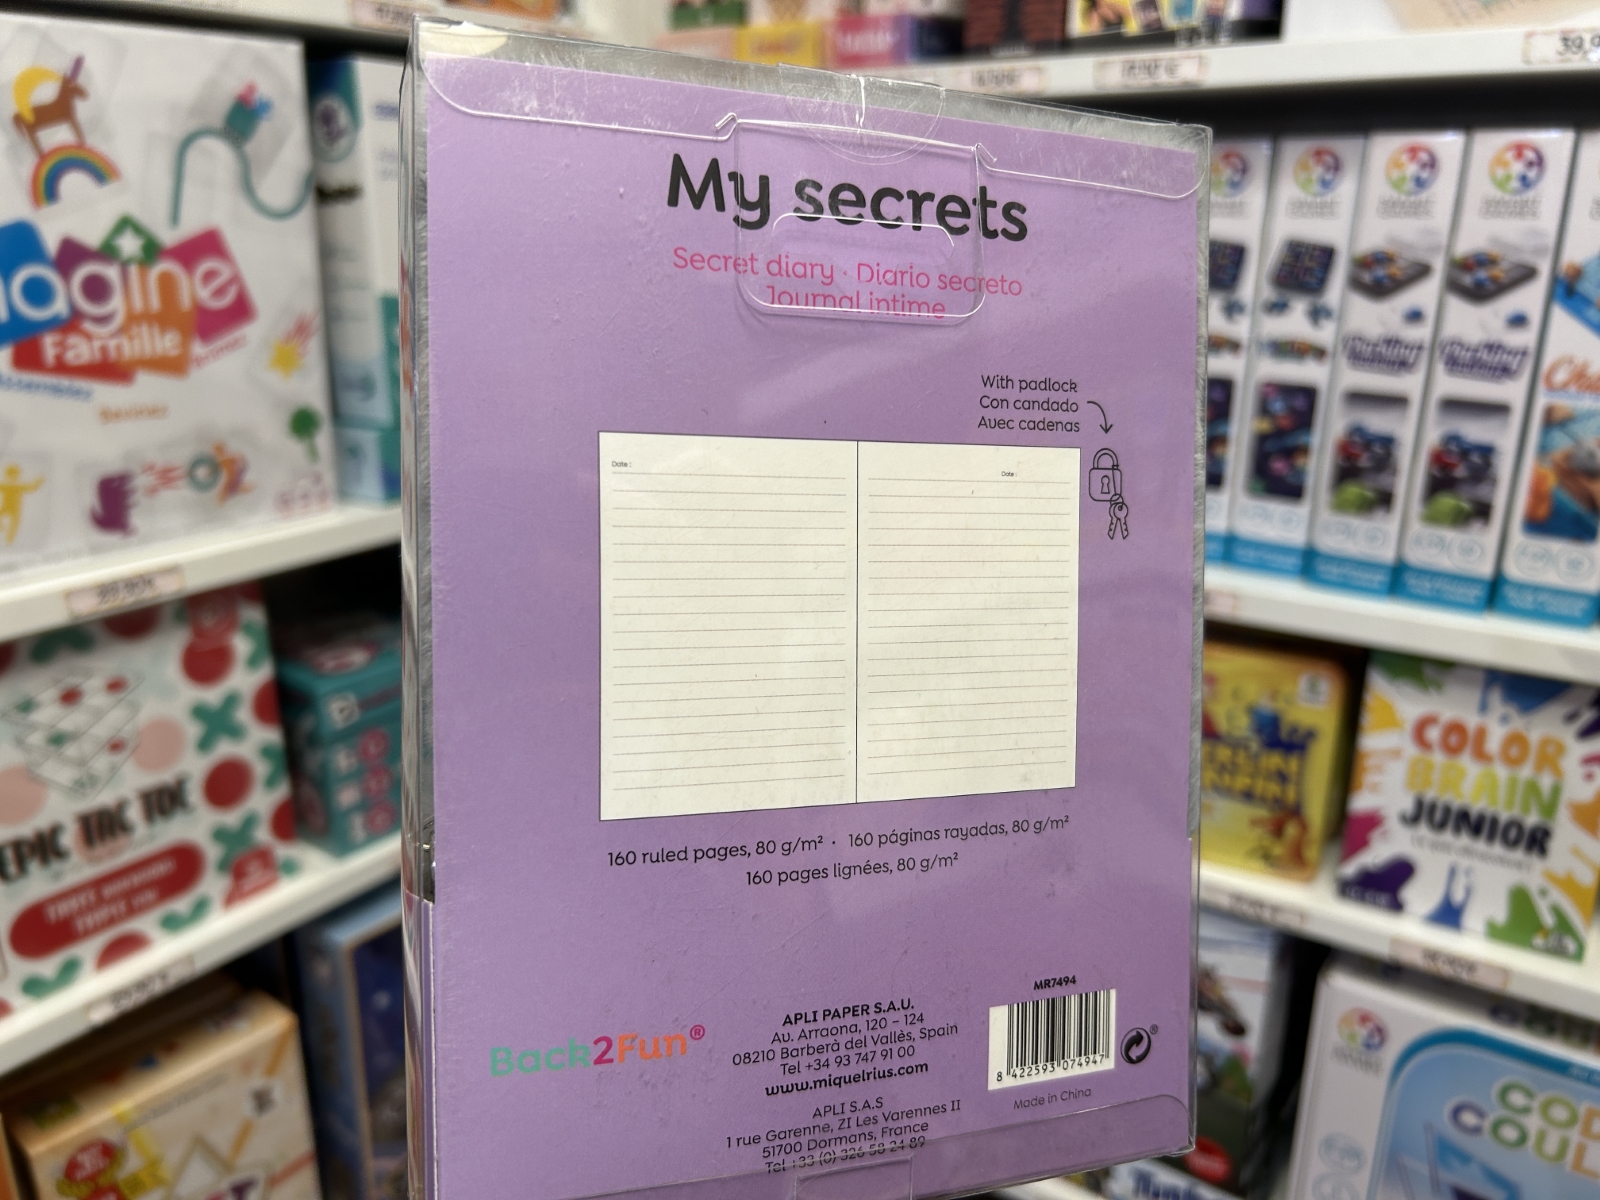 My secrets
Secret diary · Diario secreto
Journal intime
With padlock
Con candado
Avec cadenas
Date :
Date :
160 ruled pages, 80 g/m² · 160 páginas rayadas, 80 g/m²
160 pages lignées, 80 g/m²
Back2Fun®
APLI PAPER S.A.U.
Av. Arraona, 120 – 124
08210 Barberà del Vallès, Spain
Tel +34 93 747 91 00
www.miquelrius.com
APLI S.A.S
1 rue Garenne, ZI Les Varennes II
51700 Dormans, France
Tel +33 (0) 326 58 24 89
MR7494
8 422593 074947
®
Made in China
agine
Famille
EPIC TAC TOE
COLOR
BRAIN
JUNIOR
39,9